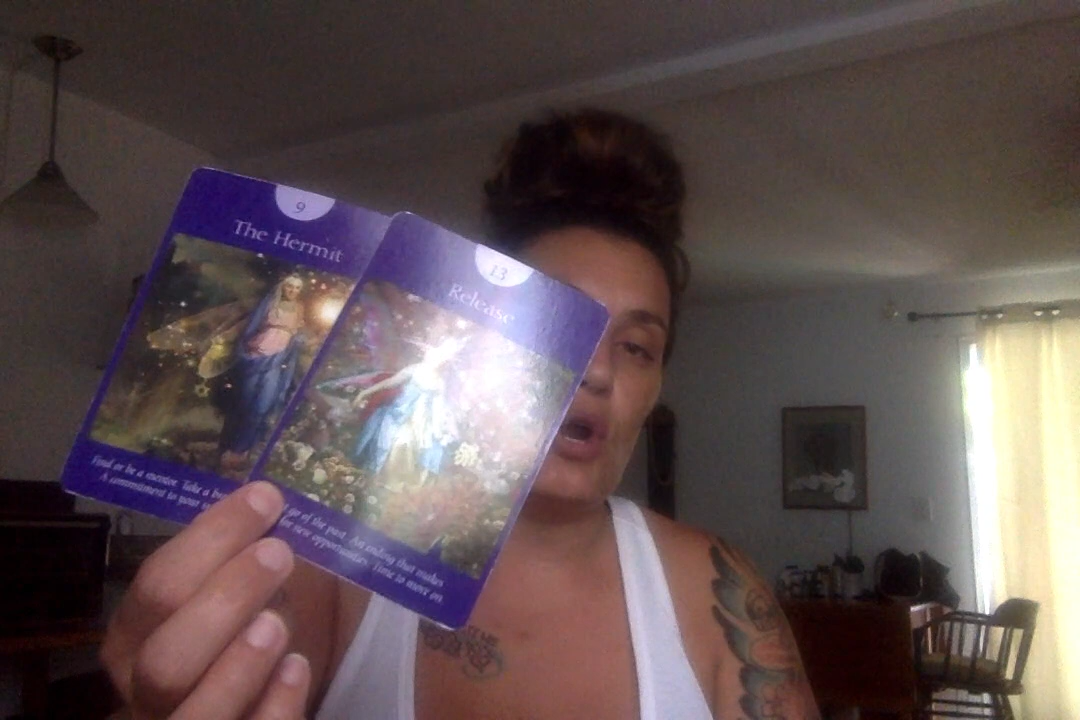 9
The Hermit
Find or be a mentor. Take a
A commitment to your
13
Release
go of the past. An ending that makes
for new opportunities. Time to move on.